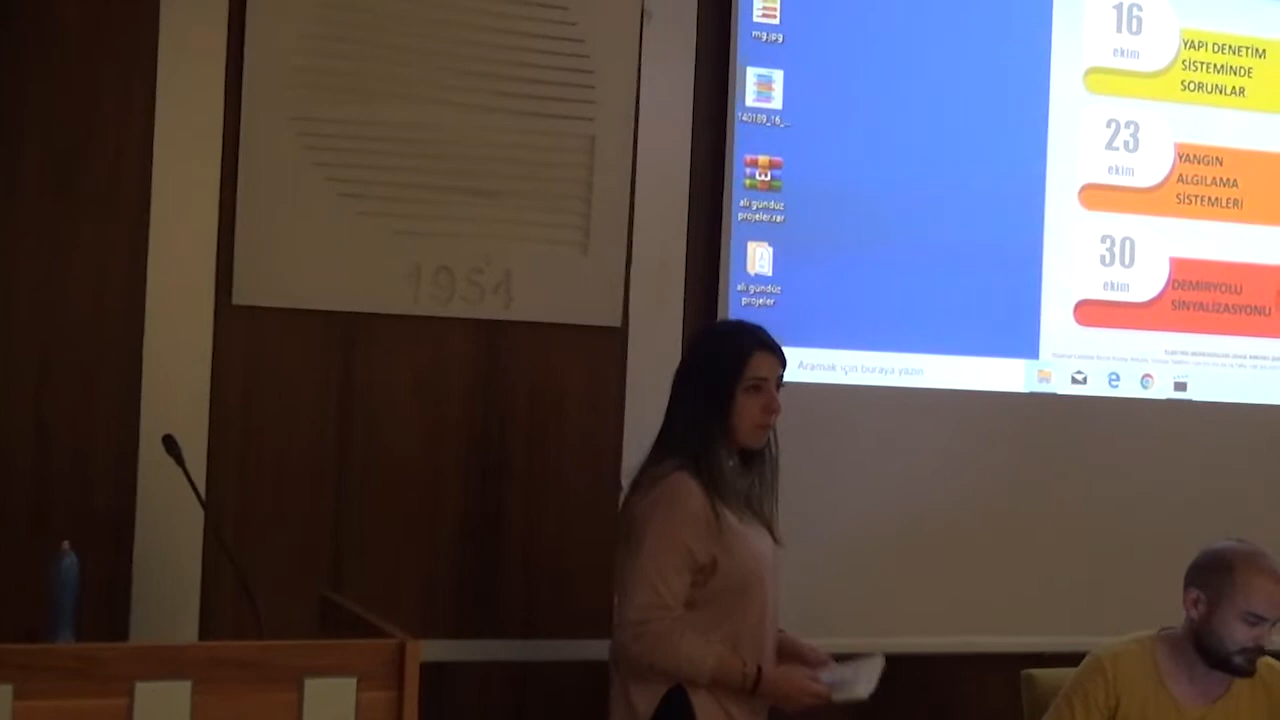 1954
mg.jpg
140189_16_...
ali gündüz
projeler.rar
ali gündüz
projeler
Aramak için buraya yazın
16
ekim
YAPI DENETİM
SİSTEMİNDE
SORUNLAR
23
ekim
YANGIN
ALGILAMA
SİSTEMLERİ
30
ekim
DEMİRYOLU
SİNYALİZASYONU